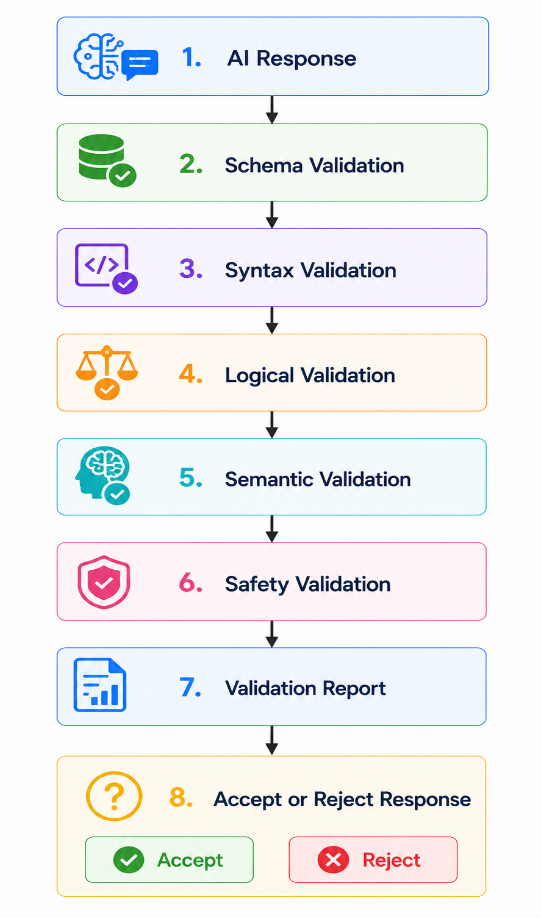 1. AI Response
2. Schema Validation
</> 3. Syntax Validation
4. Logical Validation
5. Semantic Validation
6. Safety Validation
7. Validation Report
? 8. Accept or Reject Response
Accept Reject